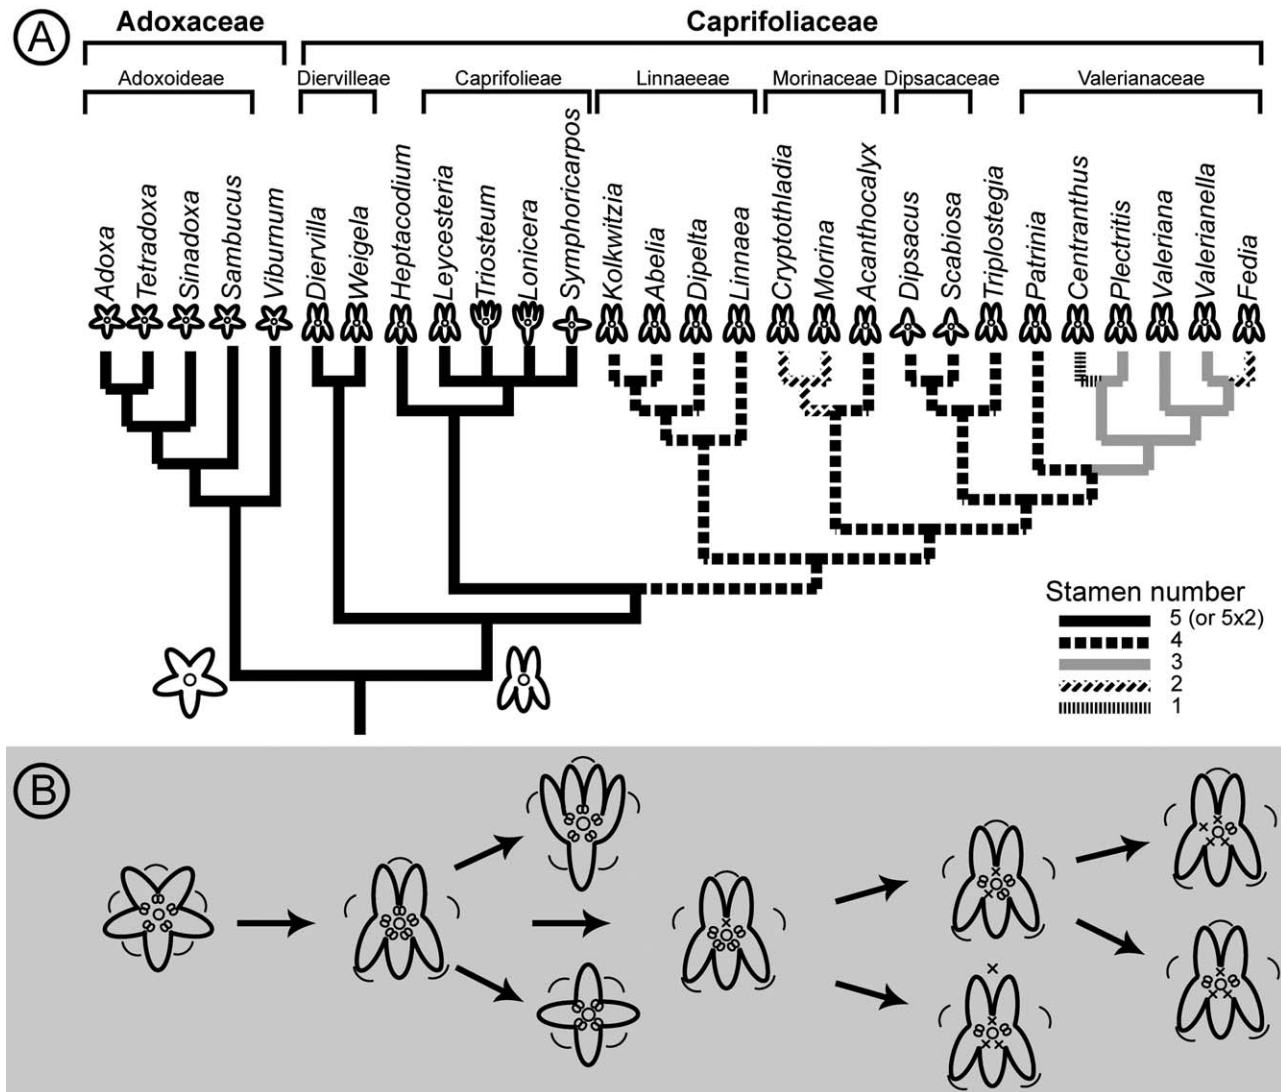 A
Adoxaceae Caprifoliaceae
Adoxoideae Diervilleae Caprifolieae Linnaeeae Morinaceae Dipsacaceae Valerianaceae
Adoxa
Tetradoxa
Sinadoxa
Sambucus
Vibumum
Diervilla
Weigela
Heptacodium
Leycesteria
Triosteum
Lonicera
Symphoricarpos
Kolkwitzia
Abelia
Dipelta
Linnaea
Cryptothladia
Morina
Acanthocalyx
Dipsacus
Scabiosa
Triplostegia
Patrinia
Centranthus
Plectritis
Valeriana
Valerianella
Fedia
Stamen number
5 (or 5x2)
4
3
2
1
B